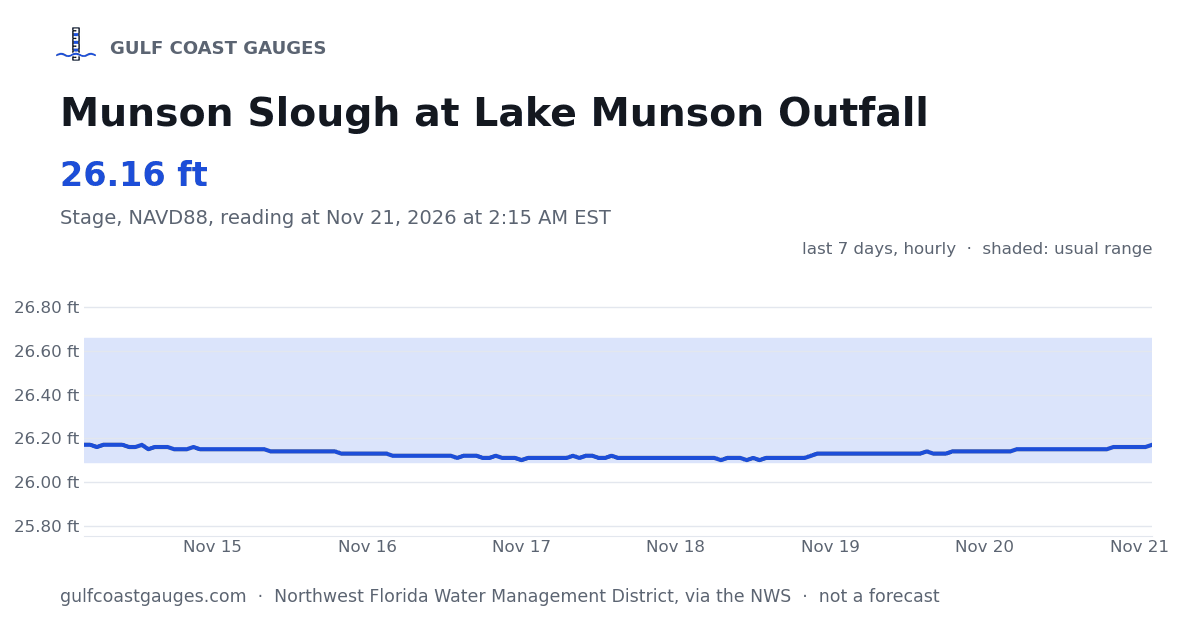 GULF COAST GAUGES
Munson Slough at Lake Munson Outfall
26.16 ft
Stage, NAVD88, reading at Nov 21, 2026 at 2:15 AM EST
last 7 days, hourly · shaded: usual range
26.80 ft
26.60 ft
26.40 ft
26.20 ft
26.00 ft
25.80 ft
Nov 15 Nov 16 Nov 17 Nov 18 Nov 19 Nov 20 Nov 21
gulfcoastgauges.com · Northwest Florida Water Management District, via the NWS · not a forecast